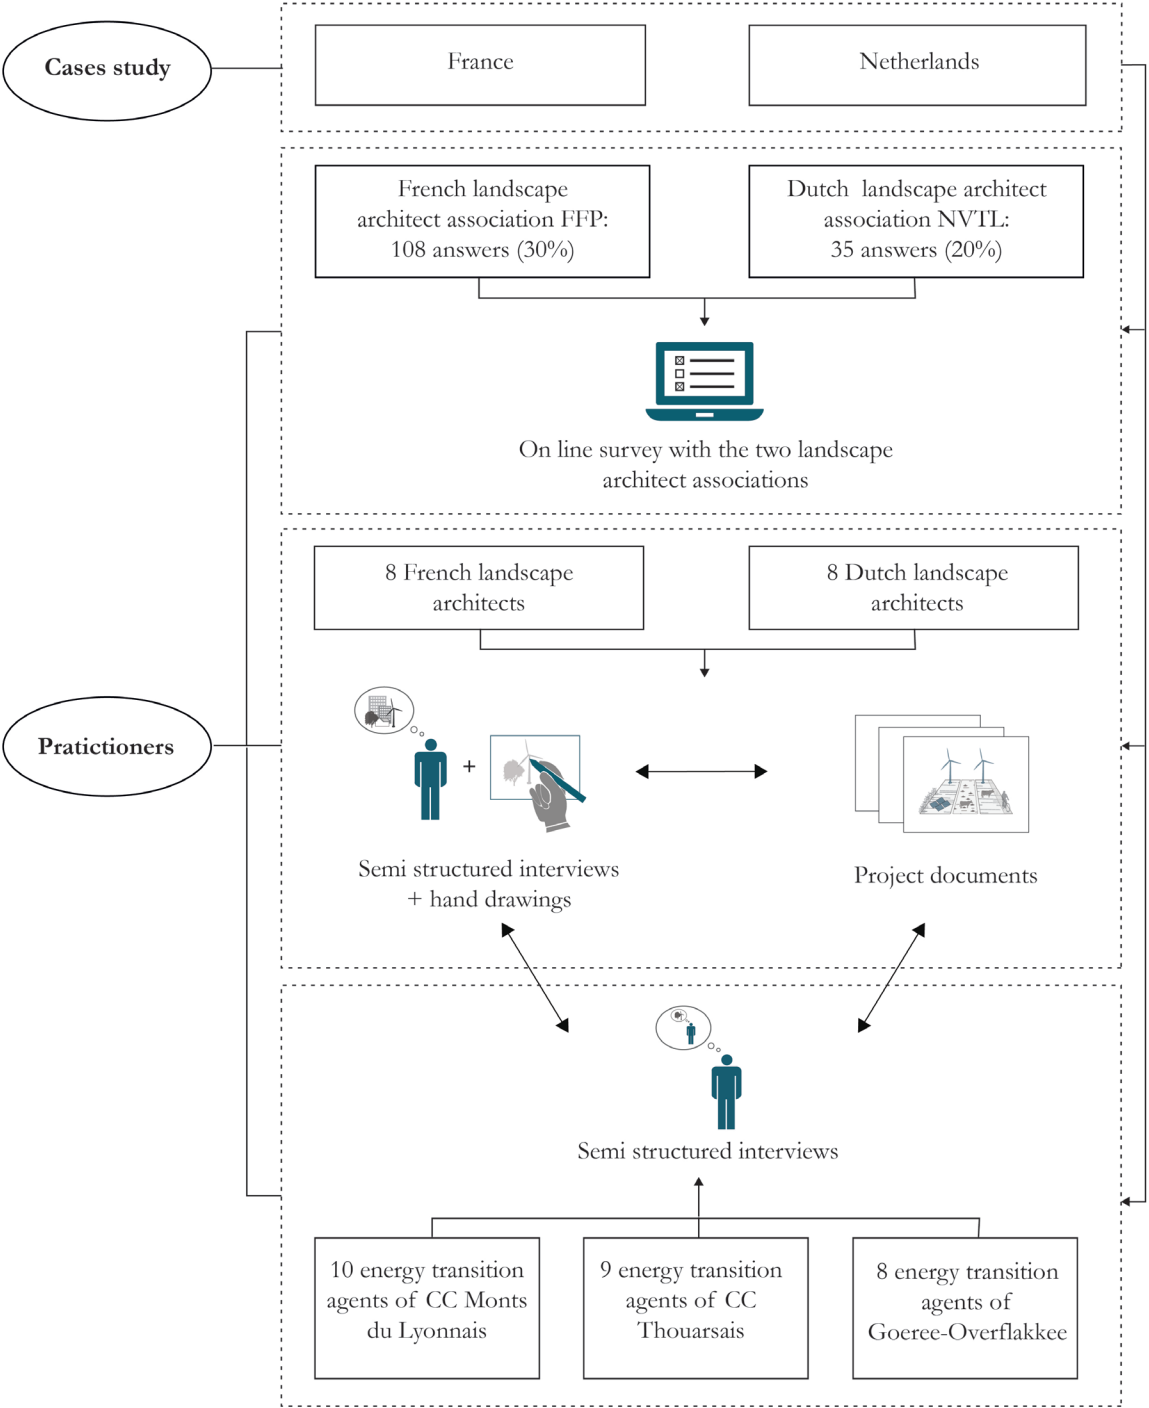 Cases study
France
Netherlands
French landscape
architect association FFP:
108 answers (30%)
Dutch landscape architect
association NVTL:
35 answers (20%)
On line survey with the two landscape
architect associations
8 French landscape
architects
8 Dutch landscape
architects
Pratictioners
+
Semi structured interviews
+ hand drawings
Project documents
Semi structured interviews
10 energy transition
agents of CC Monts
du Lyonnais
9 energy transition
agents of CC
Thouarsais
8 energy transition
agents of
Goeree-Overflakkee